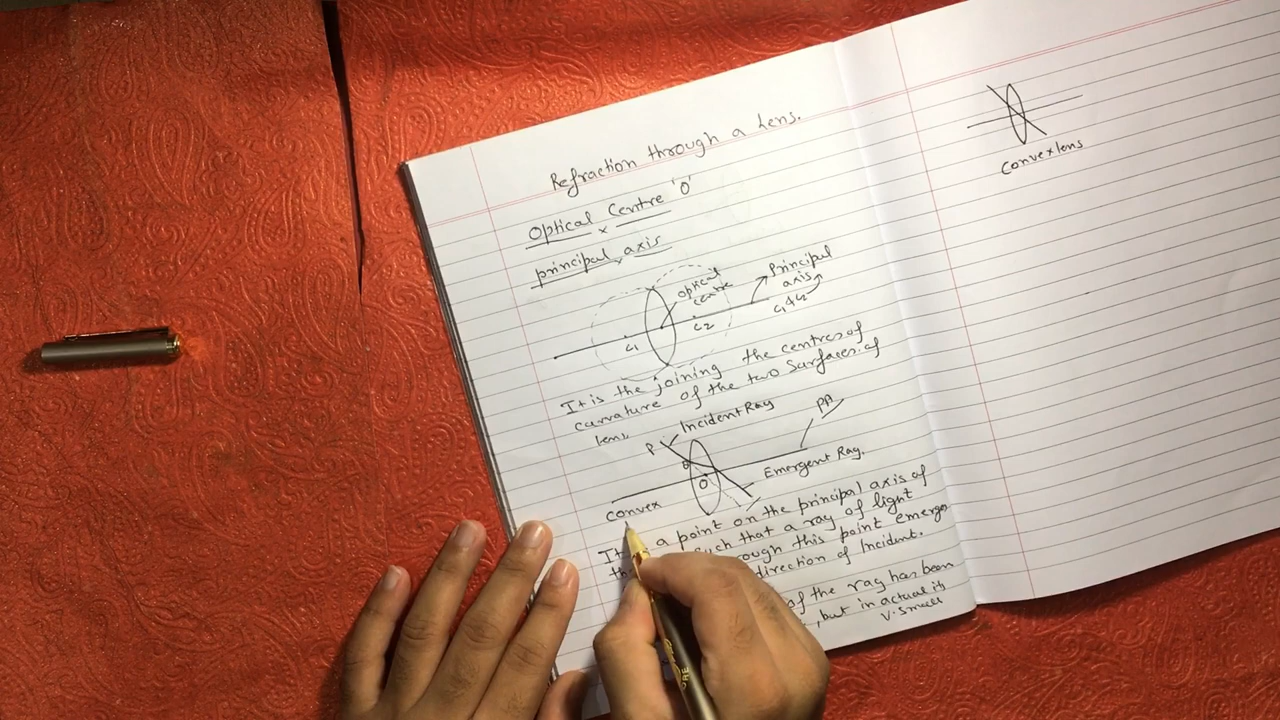 Refraction through a Lens.
Optical Centre 'O'
principal axis
Optical centre
Principal axis
C1 C2
C1
C2
It is the joining the centres of
curvature of the two surfaces of
lens.
P
Incident Ray
PA
O
Emergent Ray.
convex
a point on the principal axis of
such that a ray of light
through this point emerge
direction of Incident.
of the ray has been
, but in actual it's
V. small
Convex lens